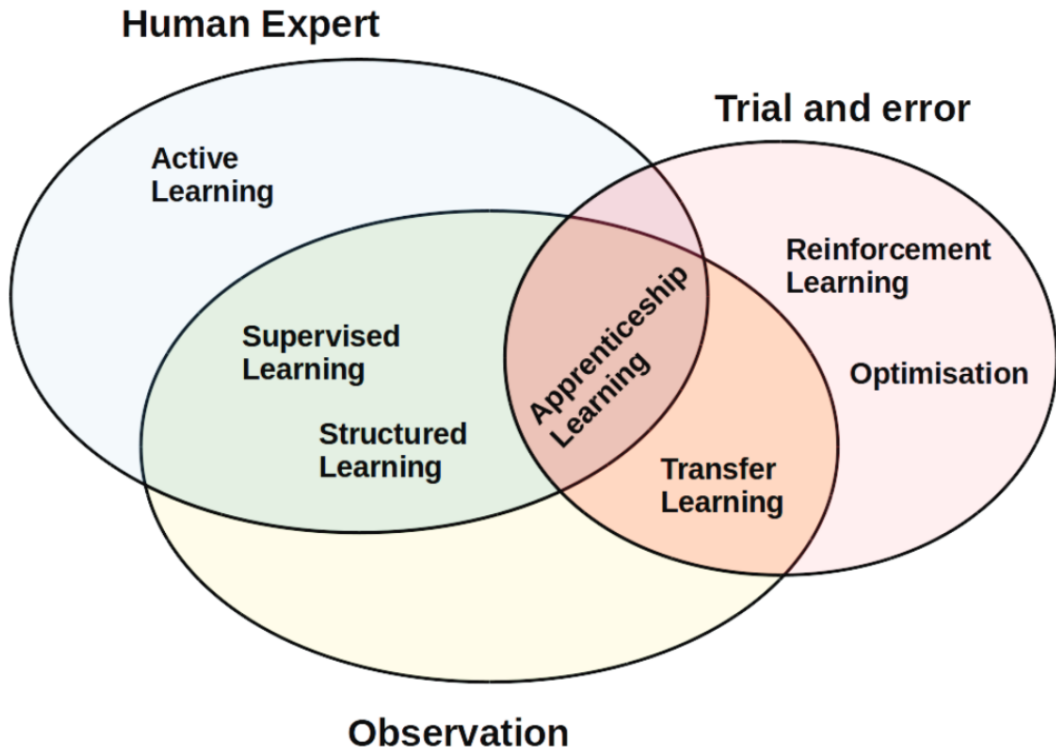 Human Expert
Trial and error
Active
Learning
Reinforcement
Learning
Supervised
Learning
Apprenticeship
Learning
Optimisation
Structured
Learning
Transfer
Learning
Observation